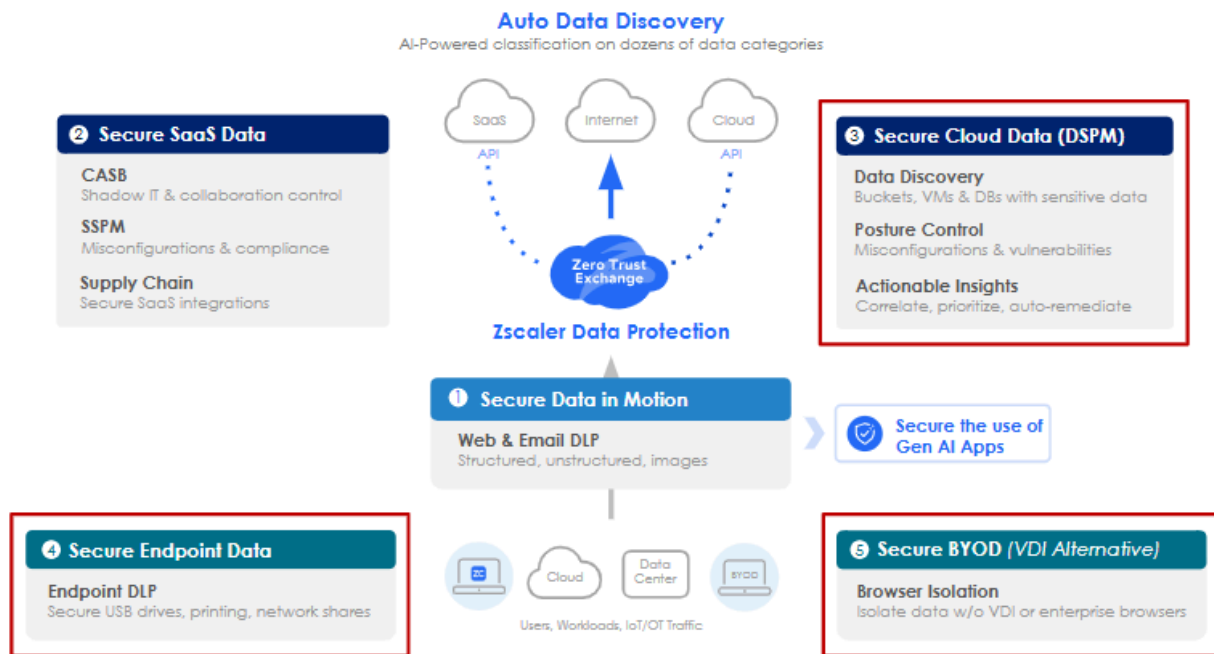 Auto Data Discovery
AI-Powered classification on dozens of data categories
SaaS
Internet
Cloud
API
API
❷ Secure SaaS Data
CASB
Shadow IT & collaboration control
SSPM
Misconfigurations & compliance
Supply Chain
Secure SaaS integrations
❸ Secure Cloud Data (DSPM)
Data Discovery
Buckets, VMs & DBs with sensitive data
Posture Control
Misconfigurations & vulnerabilities
Actionable Insights
Correlate, prioritize, auto-remediate
Zero Trust
Exchange
Zscaler Data Protection
① Secure Data in Motion
Web & Email DLP
Structured, unstructured, images
Secure the use of
Gen AI Apps
❹ Secure Endpoint Data
Endpoint DLP
Secure USB drives, printing, network shares
ZC
Cloud
Data
Center
BYOD
Users, Workloads, IoT/OT Traffic
❺ Secure BYOD (VDI Alternative)
Browser Isolation
Isolate data w/o VDI or enterprise browsers